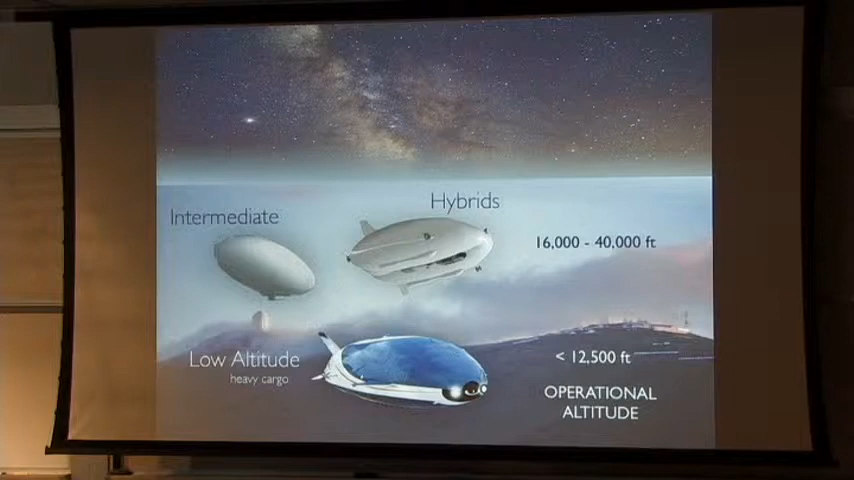 Hybrids
Intermediate
16,000 - 40,000 ft
Low Altitude
heavy cargo
< 12,500 ft
OPERATIONAL
ALTITUDE